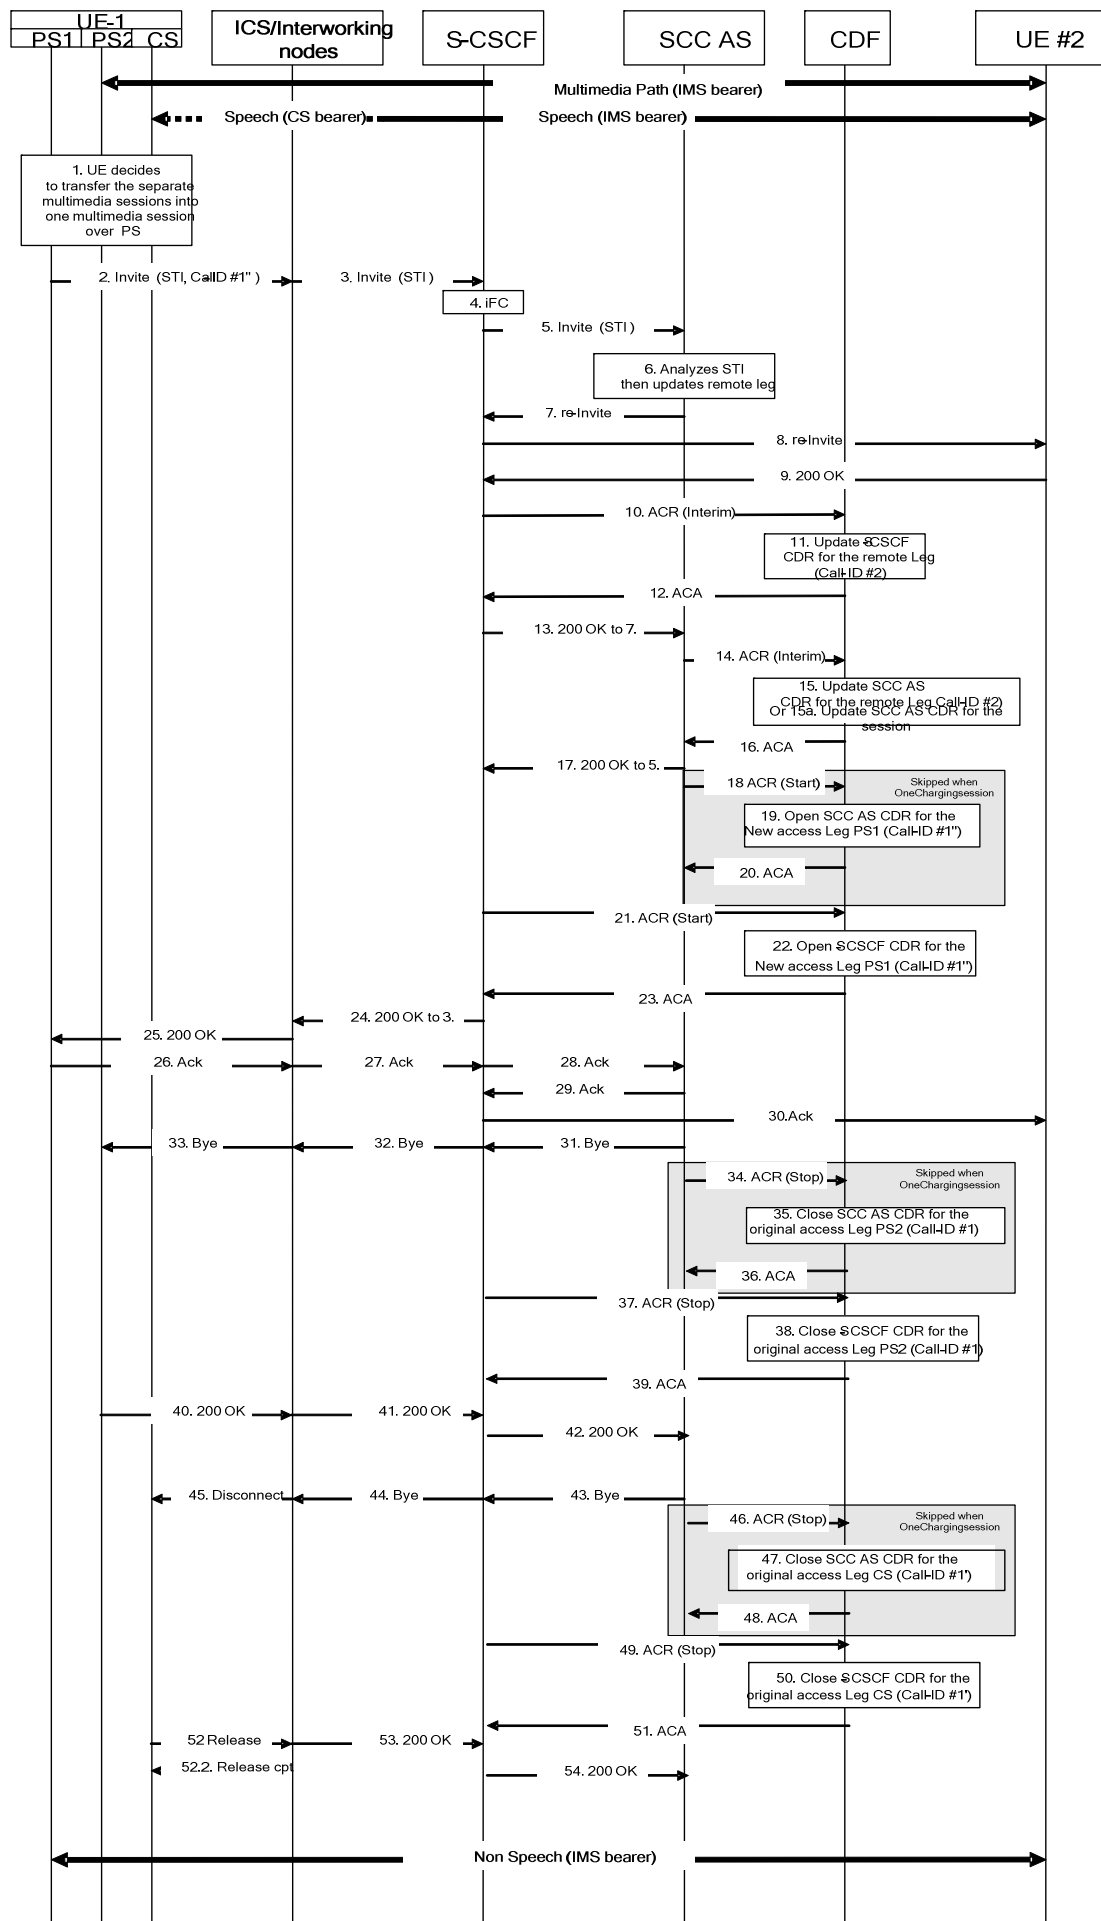 UE-1
PS1 PS2 CS
ICS/Interworking
nodes
S-CSCF
SCC AS
CDF
UE #2
Multimedia Path (IMS bearer)
Speech (CS bearer)
Speech (IMS bearer)
1. UE decides
to transfer the separate
multimedia sessions into
one multimedia session
over PS
2. Invite (STI, Call-ID #1'' )
3. Invite (STI)
4. iFC
5. Invite (STI )
6. Analyzes STI
then updates remote leg
7. re-Invite
8. re-Invite
9. 200 OK
10. ACR (Interim)
11. Update S-CSCF
CDR for the remote Leg
(Call-ID #2)
12. ACA
13. 200 OK to 7.
14. ACR (Interim)
15. Update SCC AS
CDR for the remote Leg Call-ID #2)
Or 15a. Update SCC AS CDR for the
session
16. ACA
17. 200 OK to 5.
18 ACR (Start)
Skipped when
OneChargingsession
19. Open SCC AS CDR for the
New access Leg PS1 (Call-ID #1'')
20. ACA
21. ACR (Start)
22. Open SCSCF CDR for the
New access Leg PS1 (Call-ID #1'')
23. ACA
24. 200 OK to 3.
25. 200 OK
26. Ack
27. Ack
28. Ack
29. Ack
30.Ack
33. Bye
32. Bye
31. Bye
34. ACR (Stop)
Skipped when
OneChargingsession
35. Close SCC AS CDR for the
original access Leg PS2 (Call-ID #1)
36. ACA
37. ACR (Stop)
38. Close SCSCF CDR for the
original access Leg PS2 (Call-ID #1)
39. ACA
40. 200 OK
41. 200 OK
42. 200 OK
45. Disconnect
44. Bye
43. Bye
46. ACR (Stop)
Skipped when
OneChargingsession
47. Close SCC AS CDR for the
original access Leg CS (Call-ID #1')
48. ACA
49. ACR (Stop)
50. Close SCSCF CDR for the
original access Leg CS (Call-ID #1')
51. ACA
52 Release
53. 200 OK
52.2. Release cpt
54. 200 OK
Non Speech (IMS bearer)